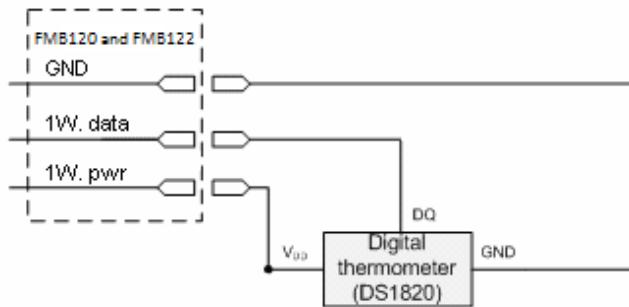 FMB120 and FMB122
GND
1W. data
1W. pwr
DQ
VDD
Digital
thermometer
(DS1820)
GND